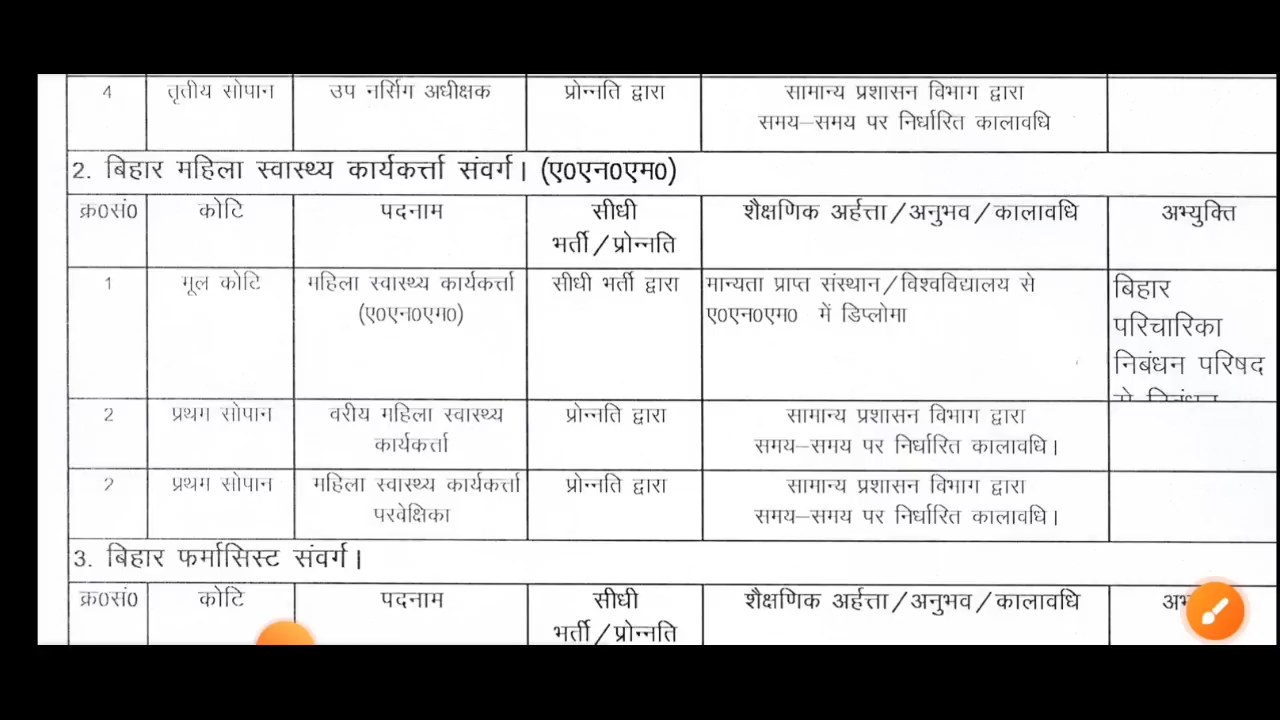 4 तृतीय सोपान उप नर्सिग अधीक्षक प्रोन्नति द्वारा सामान्य प्रशासन विभाग द्वारा
समय–समय पर निर्धारित कालावधि
2. बिहार महिला स्वास्थ्य कार्यकर्त्ता संवर्ग। (ए0एन0एम0)
क्र0सं0 कोटि पदनाम सीधी शैक्षणिक अर्हत्ता/अनुभव/कालावधि अभ्युक्ति
भर्ती/प्रोन्नति
1 मूल कोटि महिला स्वास्थ्य कार्यकर्त्ता सीधी भर्ती द्वारा मान्यता प्राप्त संस्थान/विश्वविद्यालय से बिहार
(ए0एन0एम0) ए0एन0एम0 में डिप्लोमा परिचारिका
निबंधन परिषद
से निबंधन
2 प्रथम सोपान वरीय महिला स्वास्थ्य प्रोन्नति द्वारा सामान्य प्रशासन विभाग द्वारा
कार्यकर्त्ता समय–समय पर निर्धारित कालावधि।
2 प्रथम सोपान महिला स्वास्थ्य कार्यकर्त्ता प्रोन्नति द्वारा सामान्य प्रशासन विभाग द्वारा
परवेक्षिका समय–समय पर निर्धारित कालावधि।
3. बिहार फर्मासिस्ट संवर्ग।
क्र0सं0 कोटि पदनाम सीधी शैक्षणिक अर्हत्ता/अनुभव/कालावधि
भर्ती/प्रोन्नति